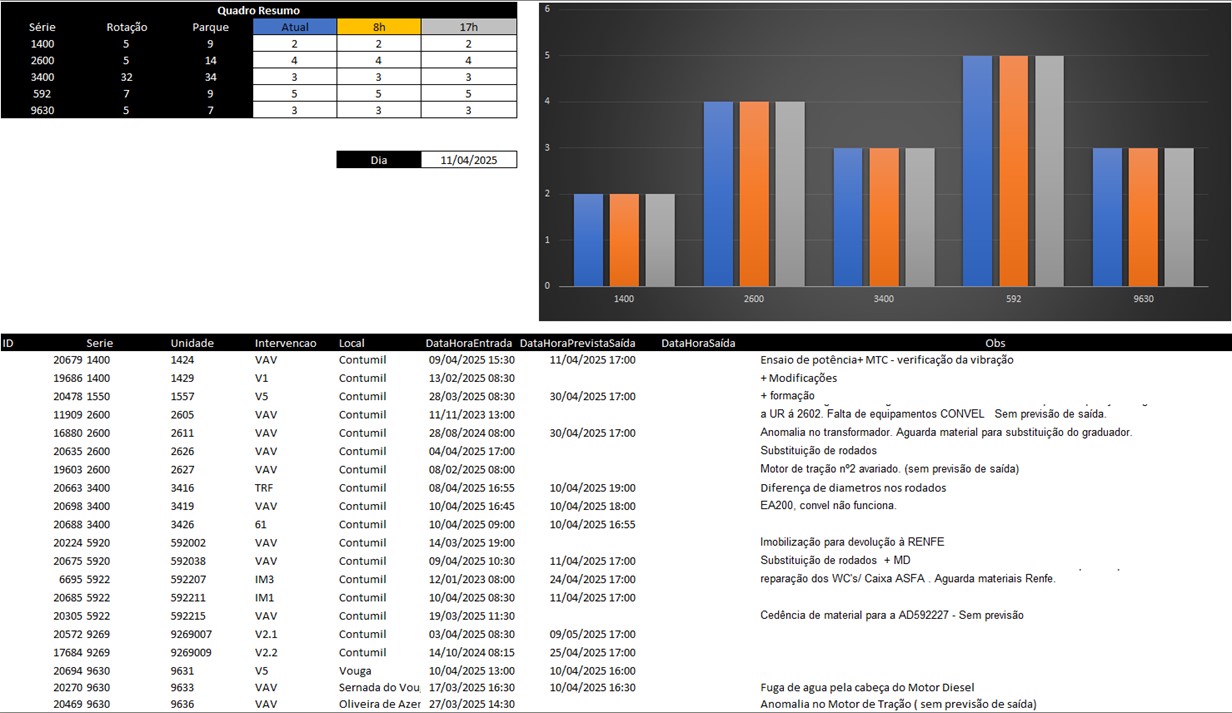 Quadro Resumo
Série Rotação Parque Atual 8h 17h
1400 5 9 2 2 2
2600 5 14 4 4 4
3400 32 34 3 3 3
592 7 9 5 5 5
9630 5 7 3 3 3
Dia 11/04/2025
6
5
4
3
2
1
0
1400 2600 3400 592 9630
ID Serie Unidade Intervencao Local DataHoraEntrada DataHoraPrevistaSaída DataHoraSaída Obs
20679 1400 1424 VAV Contumil 09/04/2025 15:30 11/04/2025 17:00 Ensaio de potência+ MTC - verificação da vibração
19686 1400 1429 V1 Contumil 13/02/2025 08:30 + Modificações
20478 1550 1557 V5 Contumil 28/03/2025 08:30 30/04/2025 17:00 + formação
11909 2600 2605 VAV Contumil 11/11/2023 13:00 a UR á 2602. Falta de equipamentos CONVEL Sem previsão de saída.
16880 2600 2611 VAV Contumil 28/08/2024 08:00 30/04/2025 17:00 Anomalia no transformador. Aguarda material para substituição do graduador.
20635 2600 2626 VAV Contumil 04/04/2025 17:00 Substituição de rodados
19603 2600 2627 VAV Contumil 08/02/2025 08:00 Motor de tração nº2 avariado. (sem previsão de saída)
20663 3400 3416 TRF Contumil 08/04/2025 16:55 10/04/2025 19:00 Diferença de diametros nos rodados
20698 3400 3419 VAV Contumil 10/04/2025 16:45 10/04/2025 18:00 EA200, convel não funciona.
20688 3400 3426 61 Contumil 10/04/2025 09:00 10/04/2025 16:55
20224 5920 592002 VAV Contumil 14/03/2025 19:00 Imobilização para devolução á RENFE
20675 5920 592038 VAV Contumil 09/04/2025 10:30 11/04/2025 17:00 Substituição de rodados + MD
6695 5922 592207 IM3 Contumil 12/01/2023 08:00 24/04/2025 17:00 reparação dos WC's/ Caixa ASFA . Aguarda materiais Renfe.
20685 5922 592211 IM1 Contumil 10/04/2025 08:30 11/04/2025 17:00
20305 5922 592215 VAV Contumil 19/03/2025 11:30 Cedência de material para a AD592227 - Sem previsão
20572 9269 9269007 V2.1 Contumil 03/04/2025 08:30 09/05/2025 17:00
17684 9269 9269009 V2.2 Contumil 14/10/2024 08:15 25/04/2025 17:00
20694 9630 9631 V5 Vouga 10/04/2025 13:00 10/04/2025 16:00
20270 9630 9633 VAV Sernada do Vou 17/03/2025 16:30 10/04/2025 16:30 Fuga de agua pela cabeça do Motor Diesel
20469 9630 9636 VAV Oliveira de Azer 27/03/2025 14:30 Anomalia no Motor de Tração ( sem previsão de saída)